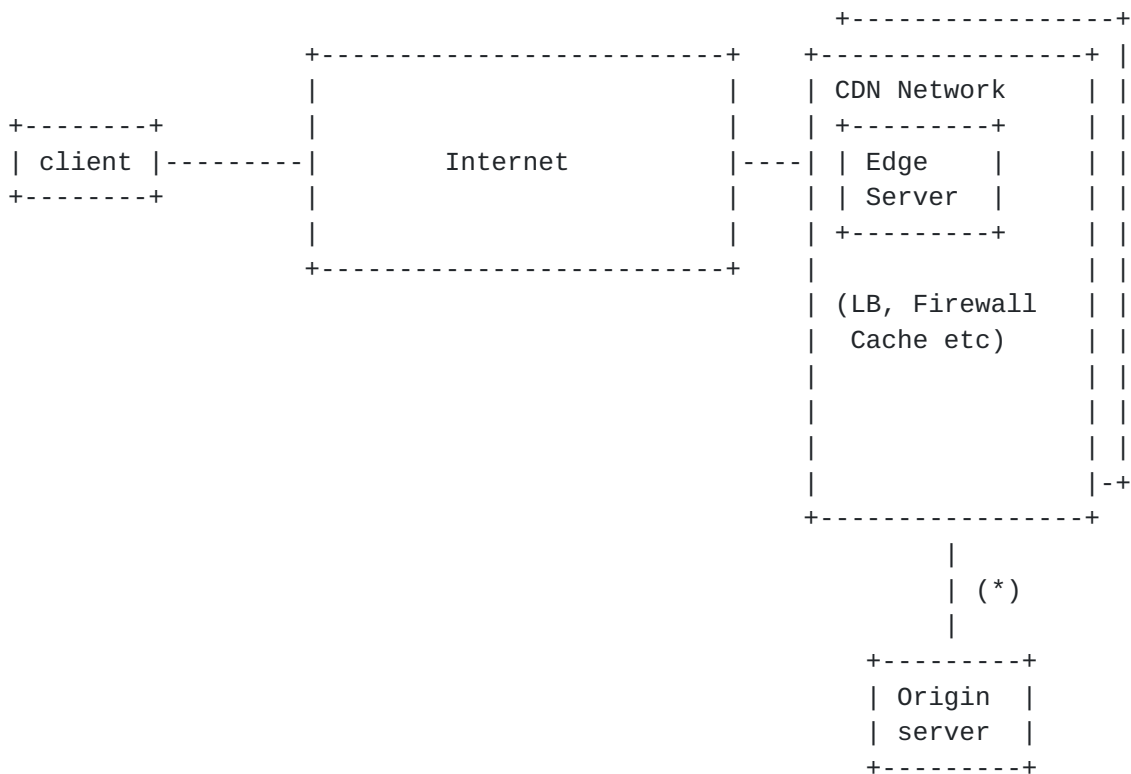 CDN Network
client
Internet
Edge
Server
(LB, Firewall
Cache etc)
(*)
Origin
server